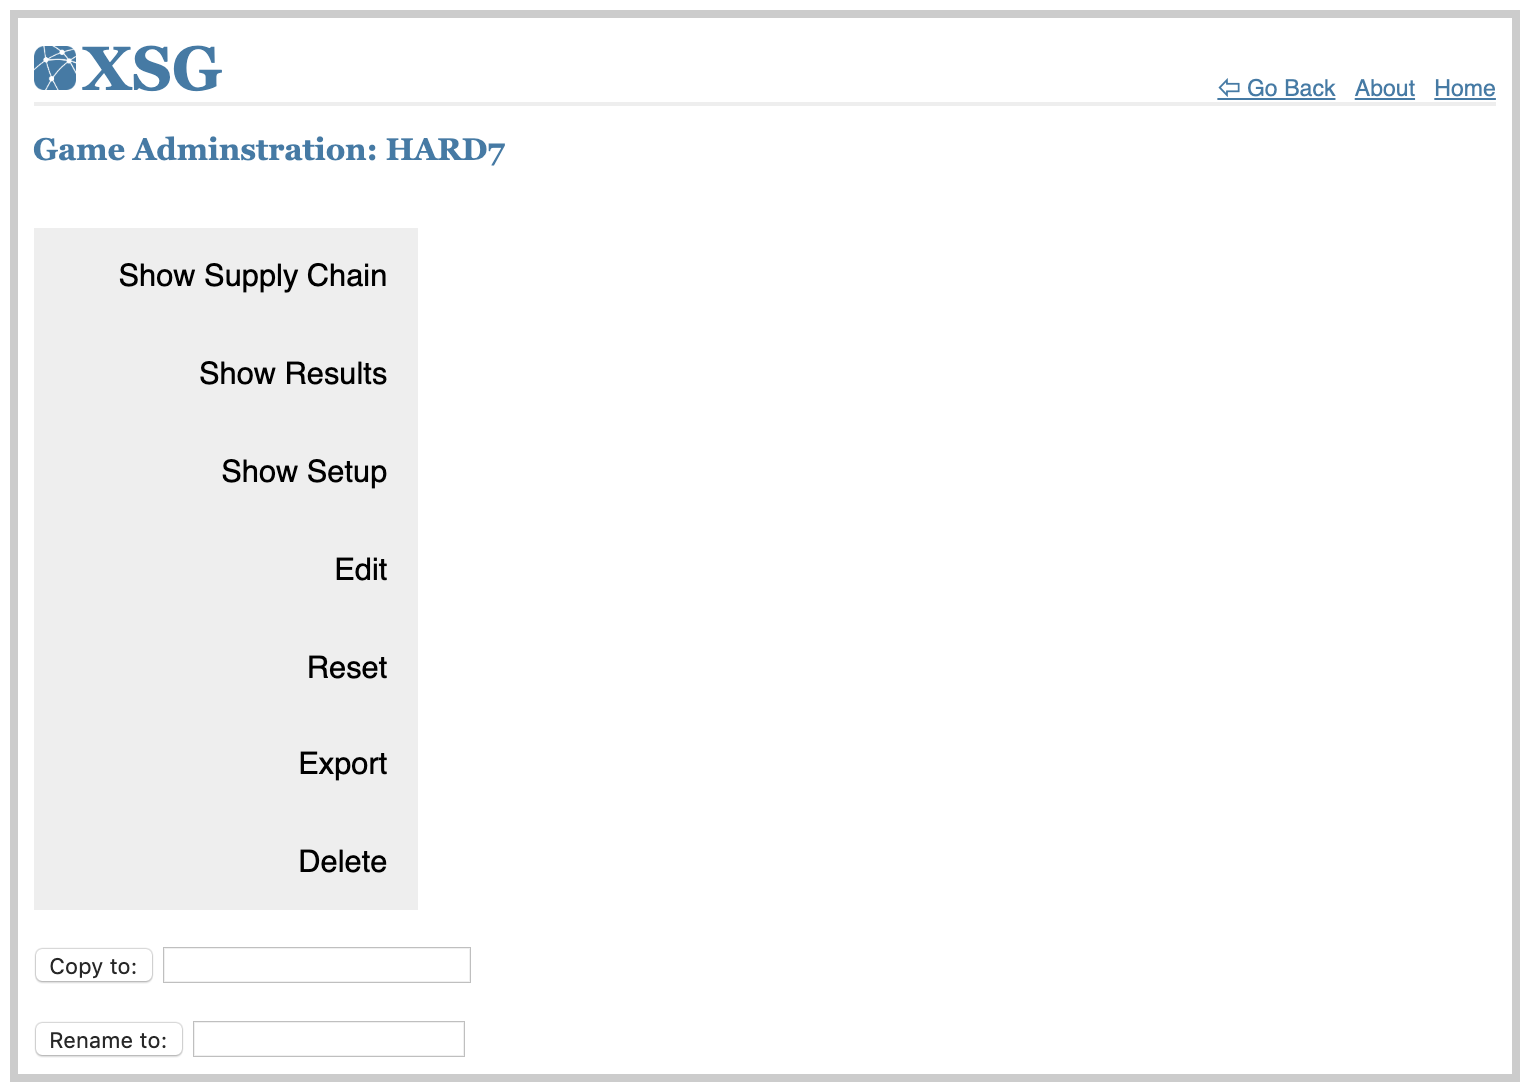 XSG
⇦ Go Back About Home
Game Adminstration: HARD7
Show Supply Chain
Show Results
Show Setup
Edit
Reset
Export
Delete
Copy to:
Rename to: